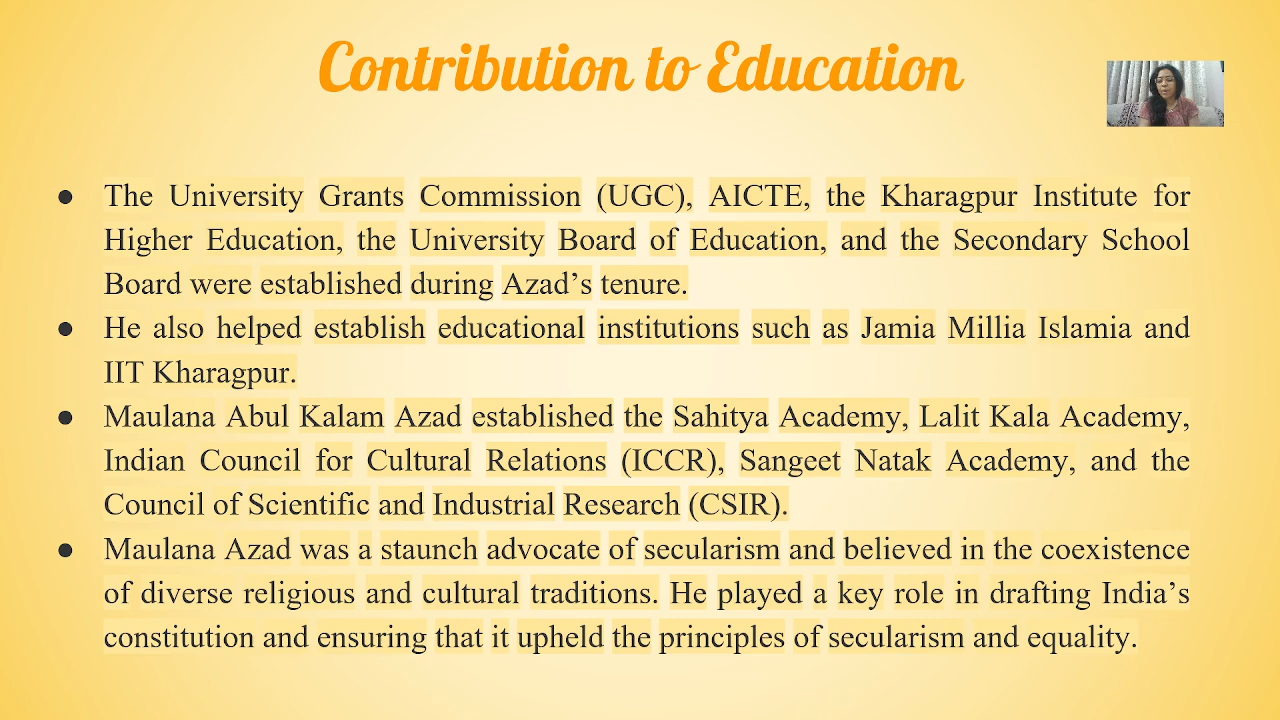 Contribution to Education
● The University Grants Commission (UGC), AICTE, the Kharagpur Institute for
Higher Education, the University Board of Education, and the Secondary School
Board were established during Azad’s tenure.
● He also helped establish educational institutions such as Jamia Millia Islamia and
IIT Kharagpur.
● Maulana Abul Kalam Azad established the Sahitya Academy, Lalit Kala Academy,
Indian Council for Cultural Relations (ICCR), Sangeet Natak Academy, and the
Council of Scientific and Industrial Research (CSIR).
● Maulana Azad was a staunch advocate of secularism and believed in the coexistence
of diverse religious and cultural traditions. He played a key role in drafting India’s
constitution and ensuring that it upheld the principles of secularism and equality.